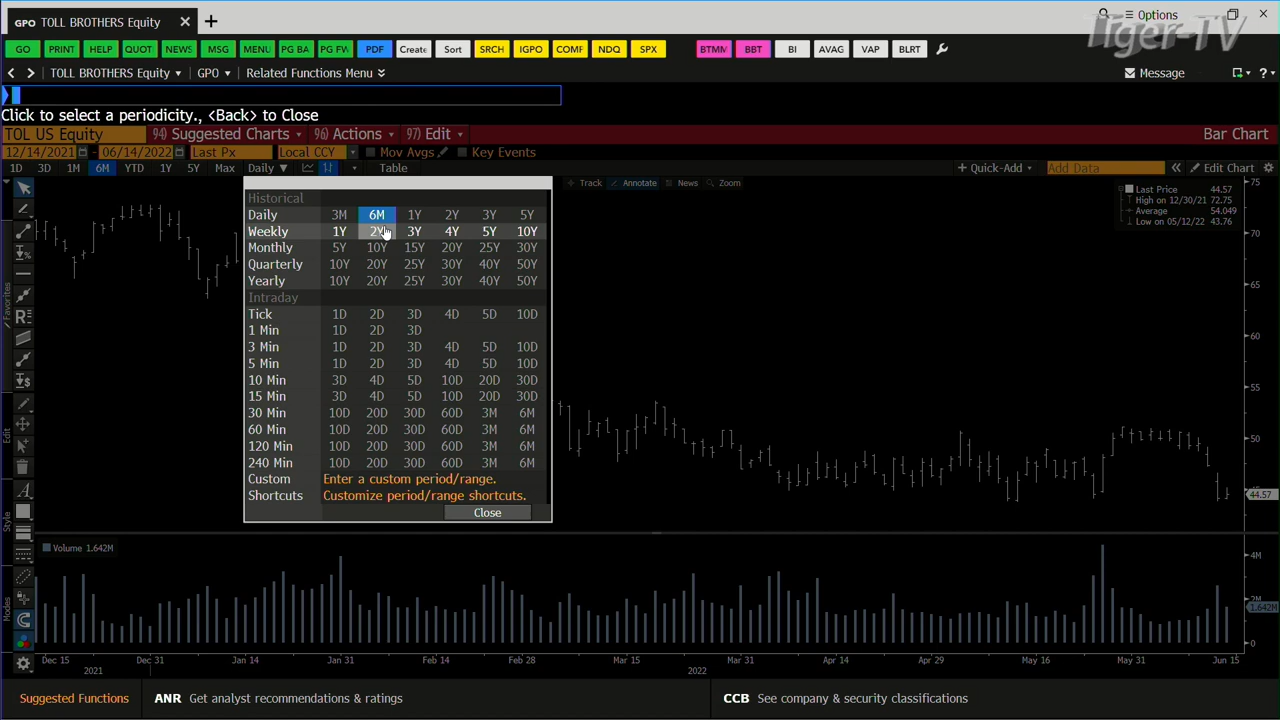 GPO TOLL BROTHERS Equity
Options
Tiger-TV
GO PRINT HELP QUOT NEWS MSG MENU PG BA PG FW PDF Create Sort SRCH IGPO COMF NDQ SPX BTMM BBT BI AVAG VAP BLRT
TOLL BROTHERS Equity GPO Related Functions Menu Message
Click to select a periodicity., <Back> to Close
TOL US Equity 94) Suggested Charts 96) Actions 97) Edit Bar Chart
12/14/2021 - 06/14/2022 Last Px Local CCY Mov Avgs Key Events
1D 3D 1M 6M YTD 1Y 5Y Max Daily Table + Quick-Add Add Data Edit Chart
Track Annotate News Zoom
Historical
Daily 3M 6M 1Y 2Y 3Y 5Y
Weekly 1Y 2Y 3Y 4Y 5Y 10Y
Monthly 5Y 10Y 15Y 20Y 25Y 30Y
Quarterly 10Y 20Y 25Y 30Y 40Y 50Y
Yearly 10Y 20Y 25Y 30Y 40Y 50Y
Intraday
Tick 1D 2D 3D 4D 5D 10D
1 Min 1D 2D 3D
3 Min 1D 2D 3D 4D 5D 10D
5 Min 1D 2D 3D 4D 5D 10D
10 Min 3D 4D 5D 10D 20D 30D
15 Min 3D 4D 5D 10D 20D 30D
30 Min 10D 20D 30D 60D 3M 6M
60 Min 10D 20D 30D 60D 3M 6M
120 Min 10D 20D 30D 60D 3M 6M
240 Min 10D 20D 30D 60D 3M 6M
Custom Enter a custom period/range.
Shortcuts Customize period/range shortcuts.
Close
Last Price 44.57
High on 12/30/21 72.75
Average 54.049
Low on 05/12/22 43.76
75
70
65
60
55
50
44.57
Favorites
Edit
Style
Modes
Volume 1.642M
4M
2M
1.642M
0
Dec 15 Dec 31 Jan 14 Jan 31 Feb 14 Feb 28 Mar 15 Mar 31 Apr 14 Apr 29 May 16 May 31 Jun 15
2021 2022
Suggested Functions ANR Get analyst recommendations & ratings CCB See company & security classifications